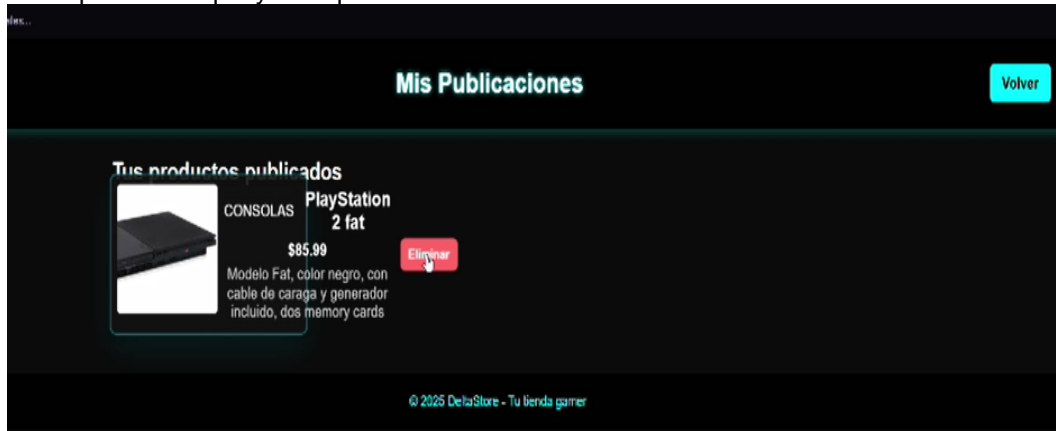 Mis Publicaciones
Volver
Tus productos publicados
CONSOLAS
PlayStation
2 fat
$85.99
Eliminar
Modelo Fat, color negro, con
cable de caraga y generador
incluido, dos memory cards
© 2025 DeltaStore - Tu tienda gamer